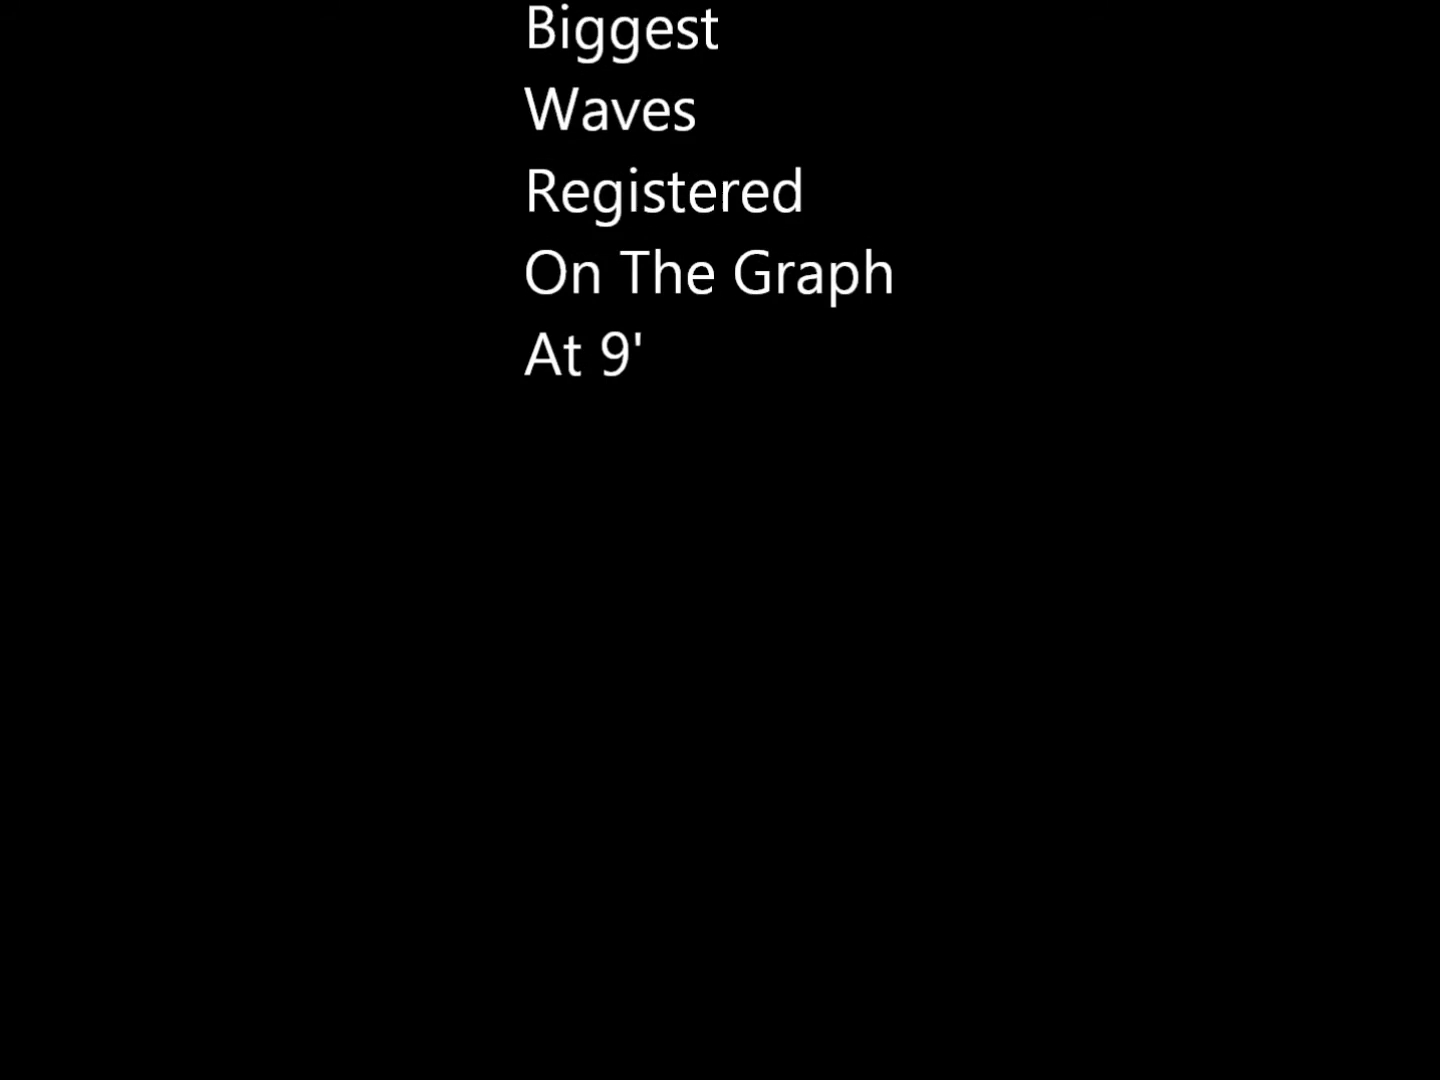 Biggest
Waves
Registered
On The Graph
At 9'